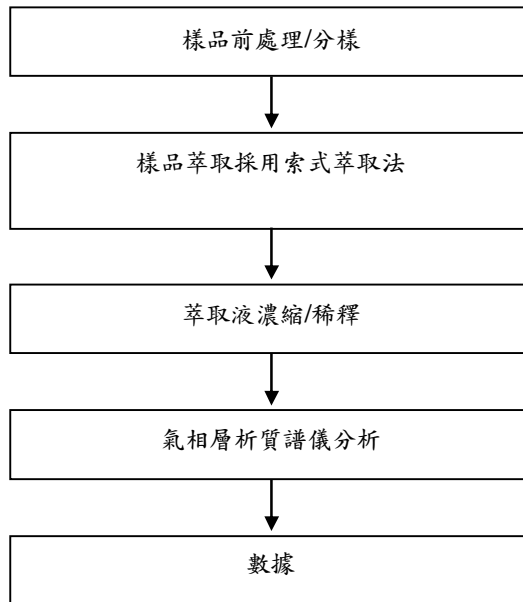 樣品前處理/分樣
樣品萃取採用索式萃取法
萃取液濃縮/稀釋
氣相層析質譜儀分析
數據